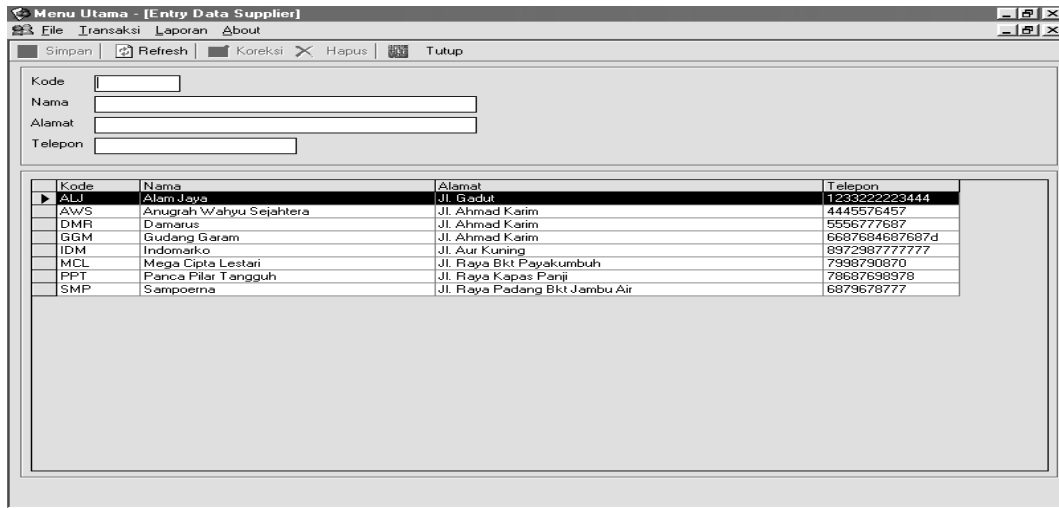 Menu Utama - [Entry Data Supplier]
File Transaksi Laporan About
Simpan Refresh Koreksi Hapus Tutup
Kode
Nama
Alamat
Telepon
Kode Nama Alamat Telepon
ALJ Alam Jaya Jl. Gadut 1233222223444
AWS Anugrah Wahyu Sejahtera Jl. Ahmad Karim 4445576457
DMR Damarus Jl. Ahmad Karim 5556777687
GGM Gudang Garam Jl. Ahmad Karim 6687684687687d
IDM Indomarko Jl. Aur Kuning 8972987777777
MCL Mega Cipta Lestari Jl. Raya Bkt Payakumbuh 7998790870
PPT Panca Pilar Tangguh Jl. Raya Kapas Panji 78687698978
SMP Sampoerna Jl. Raya Padang Bkt Jambu Air 6879678777